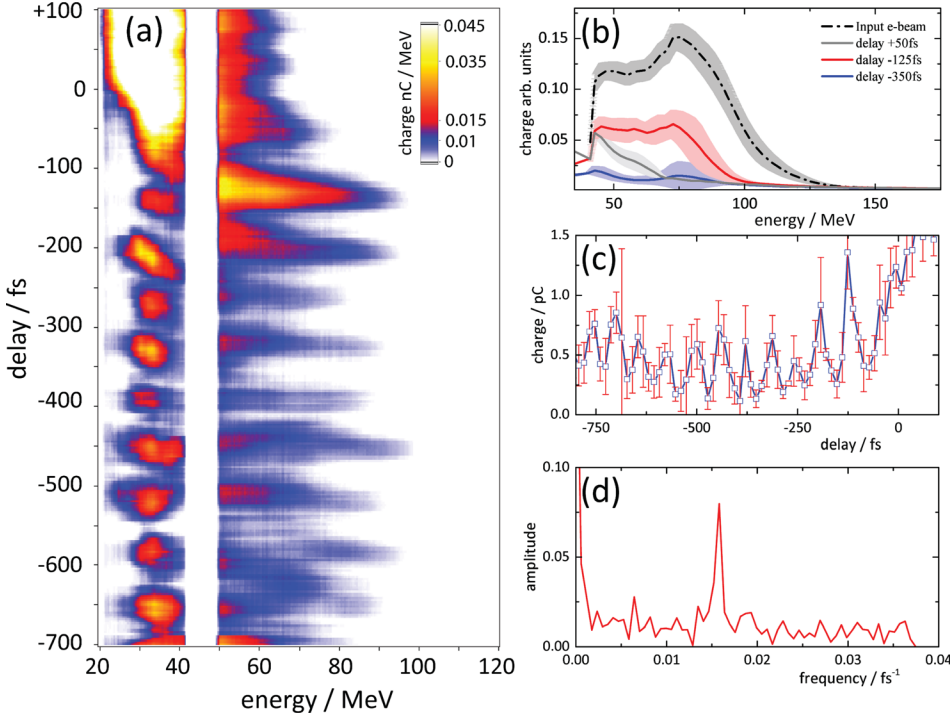 (a)
+100
0
-100
-200
-300
-400
-500
-600
-700
delay / fs
20
40
60
80
100
120
energy / MeV
charge nC / MeV
0.045
0.035
0.015
0.01
0
(b)
Input e-beam
delay +50fs
delay -125fs
delay -350fs
charge arb. units
0.15
0.10
0.05
50
100
150
energy / MeV
(c)
charge / pC
1.5
1.0
0.5
0.0
-750
-500
-250
0
delay / fs
(d)
amplitude
0.10
0.05
0.00
0.00
0.01
0.02
0.03
0.04
frequency / fs⁻¹